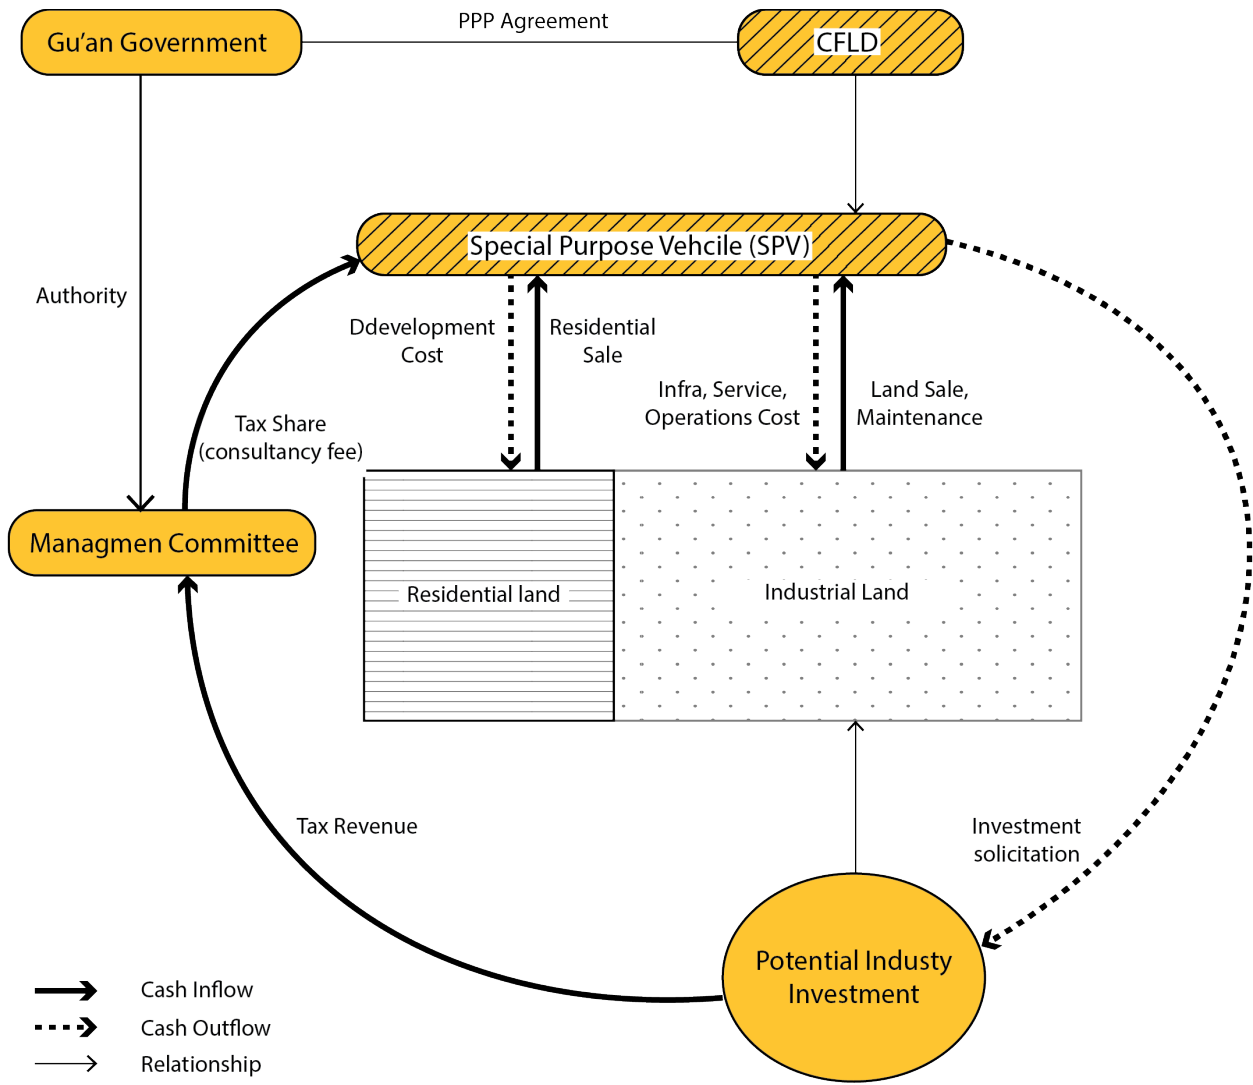 PPP Agreement
Gu'an Government
CFLD
Special Purpose Vehcile (SPV)
Authority
Ddevelopment
Cost
Residential
Sale
Infra, Service,
Operations Cost
Land Sale,
Maintenance
Tax Share
(consultancy fee)
Managmen Committee
Residential land
Industrial Land
Tax Revenue
Investment
solicitation
Potential Industy
Investment
Cash Inflow
Cash Outflow
Relationship